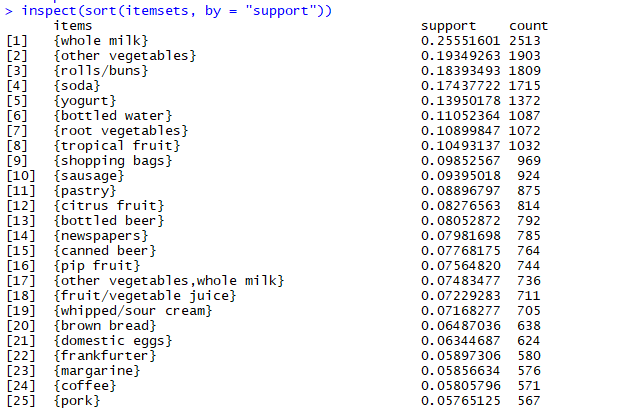 > inspect(sort(itemsets, by = "support"))
items support count
[1] {whole milk} 0.25551601 2513
[2] {other vegetables} 0.19349263 1903
[3] {rolls/buns} 0.18393493 1809
[4] {soda} 0.17437722 1715
[5] {yogurt} 0.13950178 1372
[6] {bottled water} 0.11052364 1087
[7] {root vegetables} 0.10899847 1072
[8] {tropical fruit} 0.10493137 1032
[9] {shopping bags} 0.09852567 969
[10] {sausage} 0.09395018 924
[11] {pastry} 0.08896797 875
[12] {citrus fruit} 0.08276563 814
[13] {bottled beer} 0.08052872 792
[14] {newspapers} 0.07981698 785
[15] {canned beer} 0.07768175 764
[16] {pip fruit} 0.07564820 744
[17] {other vegetables,whole milk} 0.07483477 736
[18] {fruit/vegetable juice} 0.07229283 711
[19] {whipped/sour cream} 0.07168277 705
[20] {brown bread} 0.06487036 638
[21] {domestic eggs} 0.06344687 624
[22] {frankfurter} 0.05897306 580
[23] {margarine} 0.05856634 576
[24] {coffee} 0.05805796 571
[25] {pork} 0.05765125 567